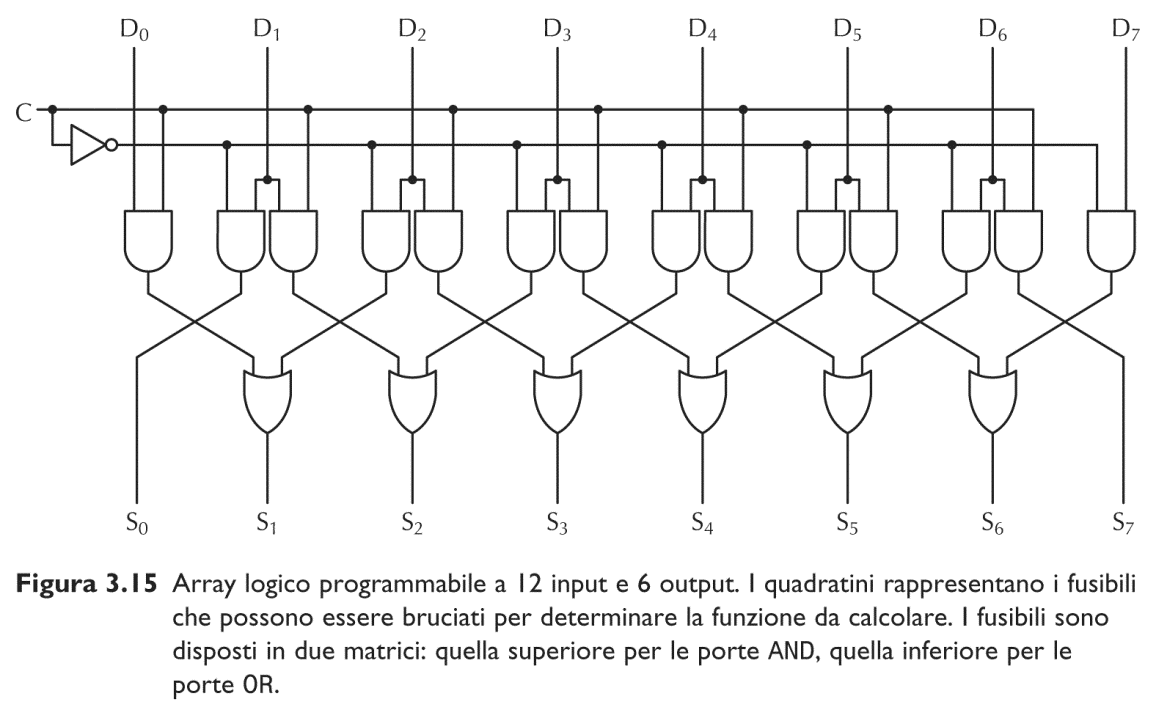 D0 D1 D2 D3 D4 D5 D6 D7
C
S0 S1 S2 S3 S4 S5 S6 S7
Figura 3.15 Array logico programmabile a 12 input e 6 output. I quadratini rappresentano i fusibili
che possono essere bruciati per determinare la funzione da calcolare. I fusibili sono
disposti in due matrici: quella superiore per le porte AND, quella inferiore per le
porte OR.